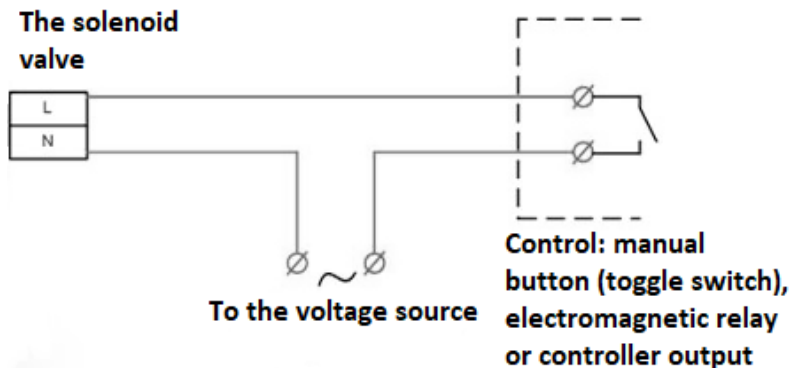 The solenoid
valve
L
N
To the voltage source
Control: manual
button (toggle switch),
electromagnetic relay
or controller output